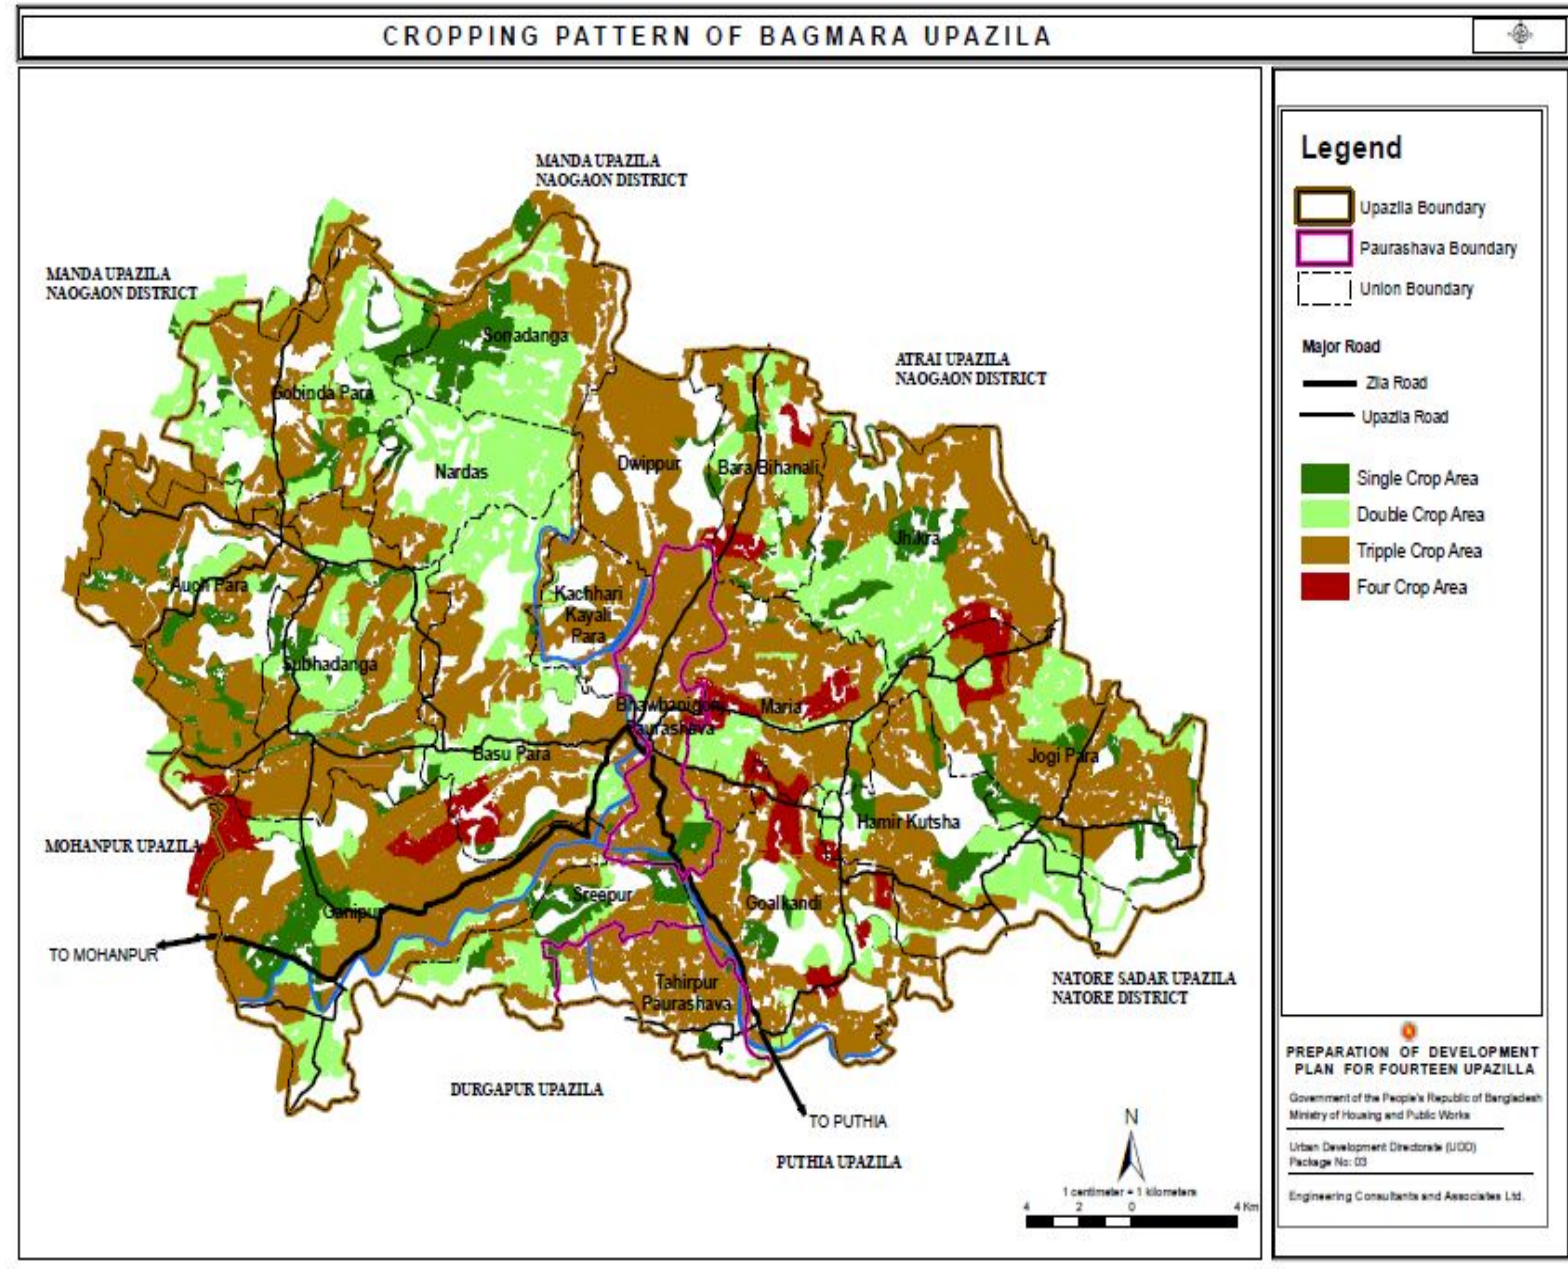 CROPPING PATTERN OF BAGMARA UPAZILA
MANDA UPAZILA
NAOGAON DISTRICT
MANDA UPAZILA
NAOGAON DISTRICT
ATRAI UPAZILA
NAOGAON DISTRICT
Sonadanga
Gobinda Para
Nardas
Dwippur
Bara Bihanali
Jhikra
Auch Para
Kachhari
Kayali
Para
Subhadanga
Bhawbanigonj
Paurashava
Maria
Basu Para
Jogi Para
Hamir Kutsha
MOHANPUR UPAZILA
Sreepur
Goalkandi
Ganipur
TO MOHANPUR
Tahirpur
Paurashava
NATORE SADAR UPAZILA
NATORE DISTRICT
DURGAPUR UPAZILA
TO PUTHIA
PUTHIA UPAZILA
N
1 centimeter = 1 kilometers
4 2 0 4 Km
Legend
Upazila Boundary
Paurashava Boundary
Union Boundary
Major Road
Zila Road
Upazila Road
Single Crop Area
Double Crop Area
Tripple Crop Area
Four Crop Area
PREPARATION OF DEVELOPMENT
PLAN FOR FOURTEEN UPAZILLA
Government of the People's Republic of Bangladesh
Ministry of Housing and Public Works
Urban Development Directorate (UDD)
Package No: 03
Engineering Consultants and Associates Ltd.